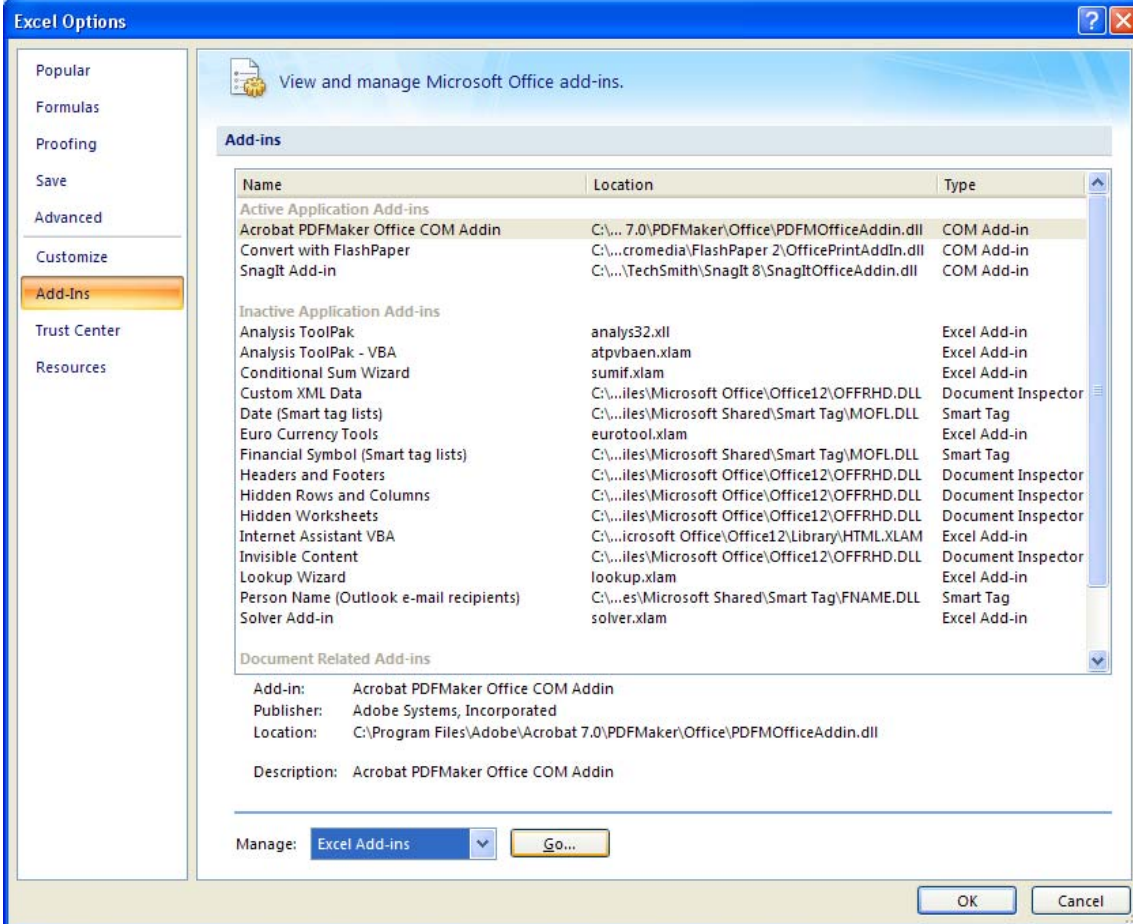 Excel Options
Popular
Formulas
Proofing
Save
Advanced
Customize
Add-Ins
Trust Center
Resources
View and manage Microsoft Office add-ins.
Add-ins
Name Location Type
Active Application Add-ins
Acrobat PDFMaker Office COM Addin C:\... 7.0\PDFMaker\Office\PDFMOfficeAddin.dll COM Add-in
Convert with FlashPaper C:\...cromedia\FlashPaper 2\OfficePrintAddIn.dll COM Add-in
SnagIt Add-in C:\...\TechSmith\SnagIt 8\SnagItOfficeAddin.dll COM Add-in
Inactive Application Add-ins
Analysis ToolPak analys32.xll Excel Add-in
Analysis ToolPak - VBA atpvbaen.xlam Excel Add-in
Conditional Sum Wizard sumif.xlam Excel Add-in
Custom XML Data C:\...iles\Microsoft Office\Office12\OFFRHD.DLL Document Inspector
Date (Smart tag lists) C:\...iles\Microsoft Shared\Smart Tag\MOFL.DLL Smart Tag
Euro Currency Tools eurotool.xlam Excel Add-in
Financial Symbol (Smart tag lists) C:\...iles\Microsoft Shared\Smart Tag\MOFL.DLL Smart Tag
Headers and Footers C:\...iles\Microsoft Office\Office12\OFFRHD.DLL Document Inspector
Hidden Rows and Columns C:\...iles\Microsoft Office\Office12\OFFRHD.DLL Document Inspector
Hidden Worksheets C:\...iles\Microsoft Office\Office12\OFFRHD.DLL Document Inspector
Internet Assistant VBA C:\...icrosoft Office\Office12\Library\HTML.XLAM Excel Add-in
Invisible Content C:\...iles\Microsoft Office\Office12\OFFRHD.DLL Document Inspector
Lookup Wizard lookup.xlam Excel Add-in
Person Name (Outlook e-mail recipients) C:\...es\Microsoft Shared\Smart Tag\FNAME.DLL Smart Tag
Solver Add-in solver.xlam Excel Add-in
Document Related Add-ins
Add-in: Acrobat PDFMaker Office COM Addin
Publisher: Adobe Systems, Incorporated
Location: C:\Program Files\Adobe\Acrobat 7.0\PDFMaker\Office\PDFMOfficeAddin.dll
Description: Acrobat PDFMaker Office COM Addin
Manage: Excel Add-ins Go...
OK Cancel